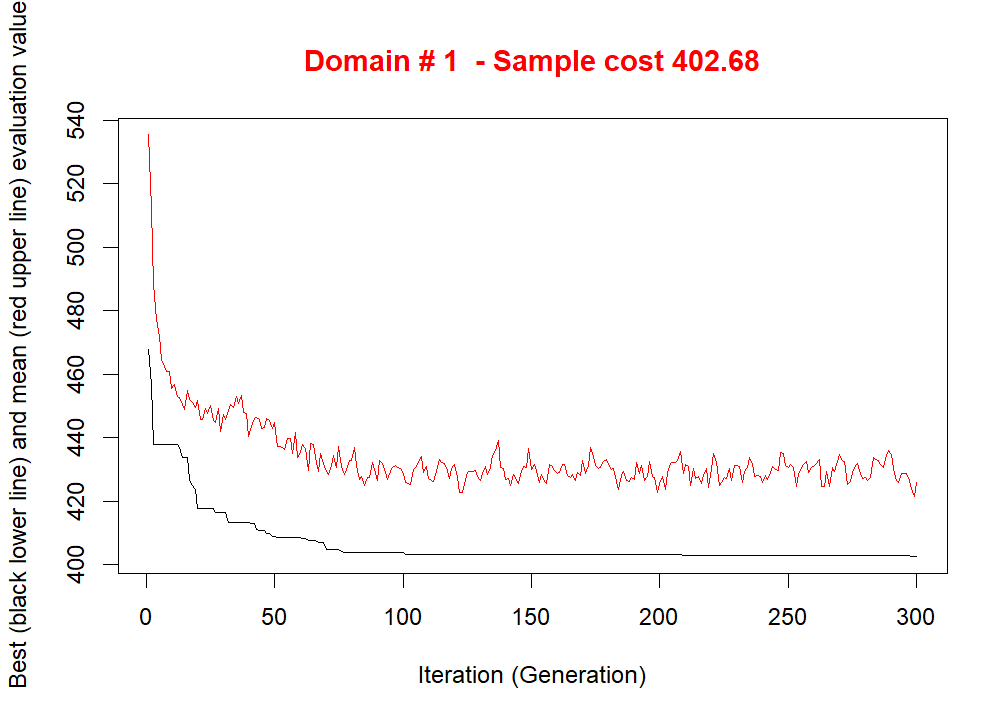 Domain # 1  - Sample cost 402.68
Best (black lower line) and mean (red upper line) evaluation value
540
520
500
480
460
440
420
400
0 50 100 150 200 250 300
Iteration (Generation)